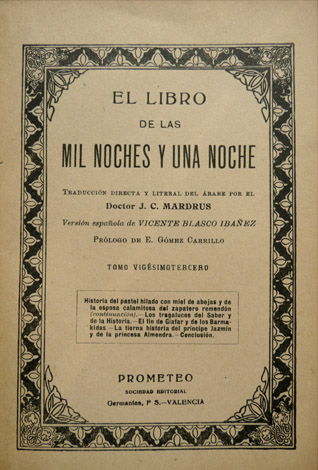 EL LIBRO
DE LAS
MIL NOCHES Y UNA NOCHE
TRADUCCIÓN DIRECTA Y LITERAL DEL ÁRABE POR EL
Doctor J. C. MARDRUS
Versión española de VICENTE BLASCO IBAÑEZ
PRÓLOGO DE E. GÓMEZ CARRILLO
TOMO VIGÉSIMOTERCERO
Historia del pastel hilado con miel de abejas y de
la esposa calamitosa del zapatero remendón
(continuación).—Los tragaluces del Saber y
de la Historia.—El fin de Giafar y de los Barma-
kidas.—La tierna historia del príncipe Jazmín
y de la princesa Almendra.—Conclusión.
PROMETEO
SOCIEDAD EDITORIAL
Germanías, F S.—VALENCIA